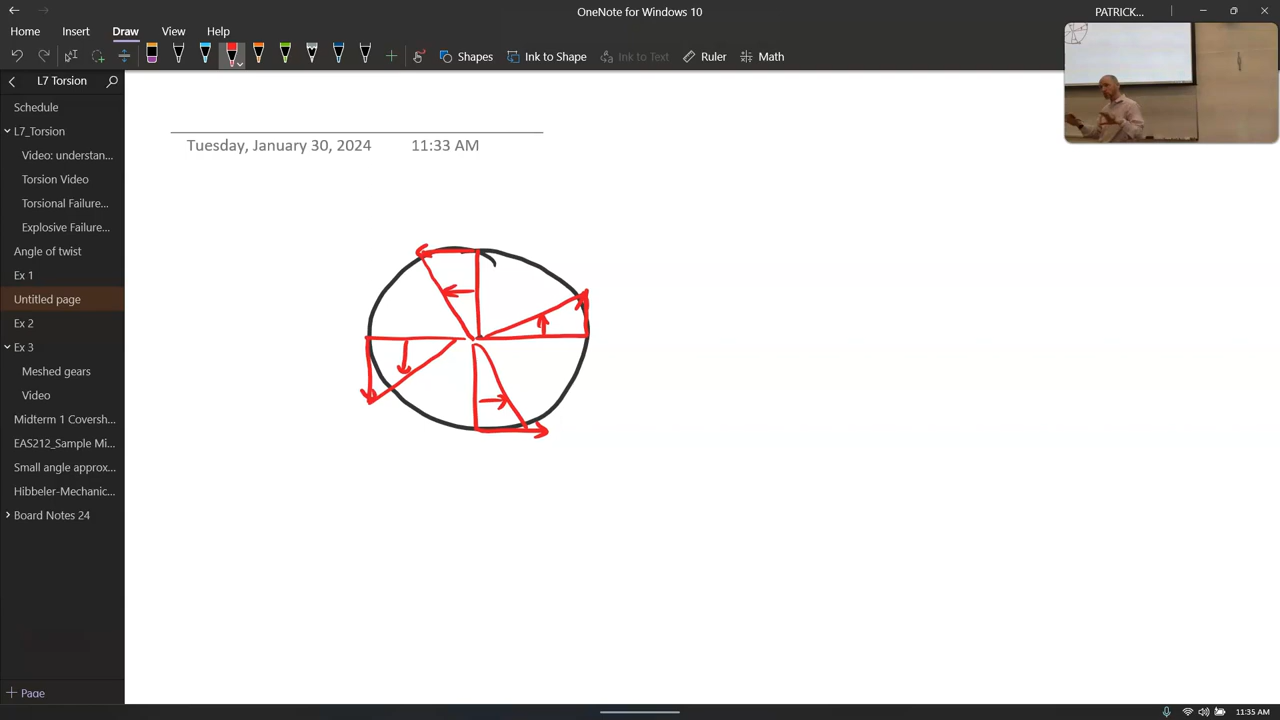 OneNote for Windows 10
PATRICK...
Home
Insert
Draw
View
Help
Shapes
Ink to Shape
Ink to Text
Ruler
Math
L7 Torsion
Schedule
L7_Torsion
Video: understan...
Torsion Video
Torsional Failure...
Explosive Failure...
Angle of twist
Ex 1
Untitled page
Ex 2
Ex 3
Meshed gears
Video
Midterm 1 Coversh...
EAS212_Sample Mi...
Small angle approx...
Hibbeler-Mechanic...
Board Notes 24
Page
Tuesday, January 30, 2024 11:33 AM
11:35 AM